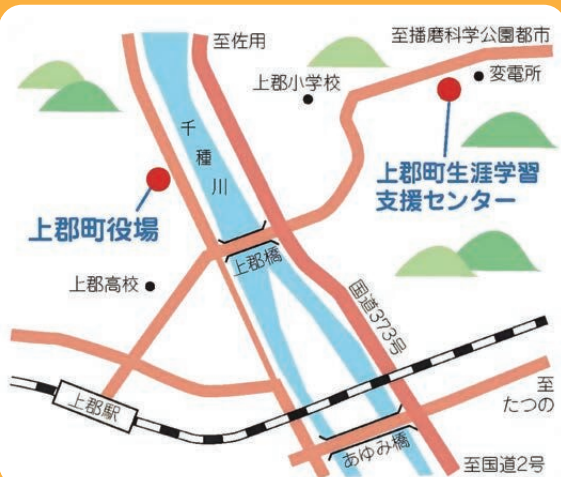 至佐用
至播磨科学公園都市
上郡小学校
変電所
千種川
上郡町生涯学習
支援センター
上郡町役場
上郡橋
上郡高校
国道373号
上郡駅
至
たつの
あゆみ橋
至国道2号